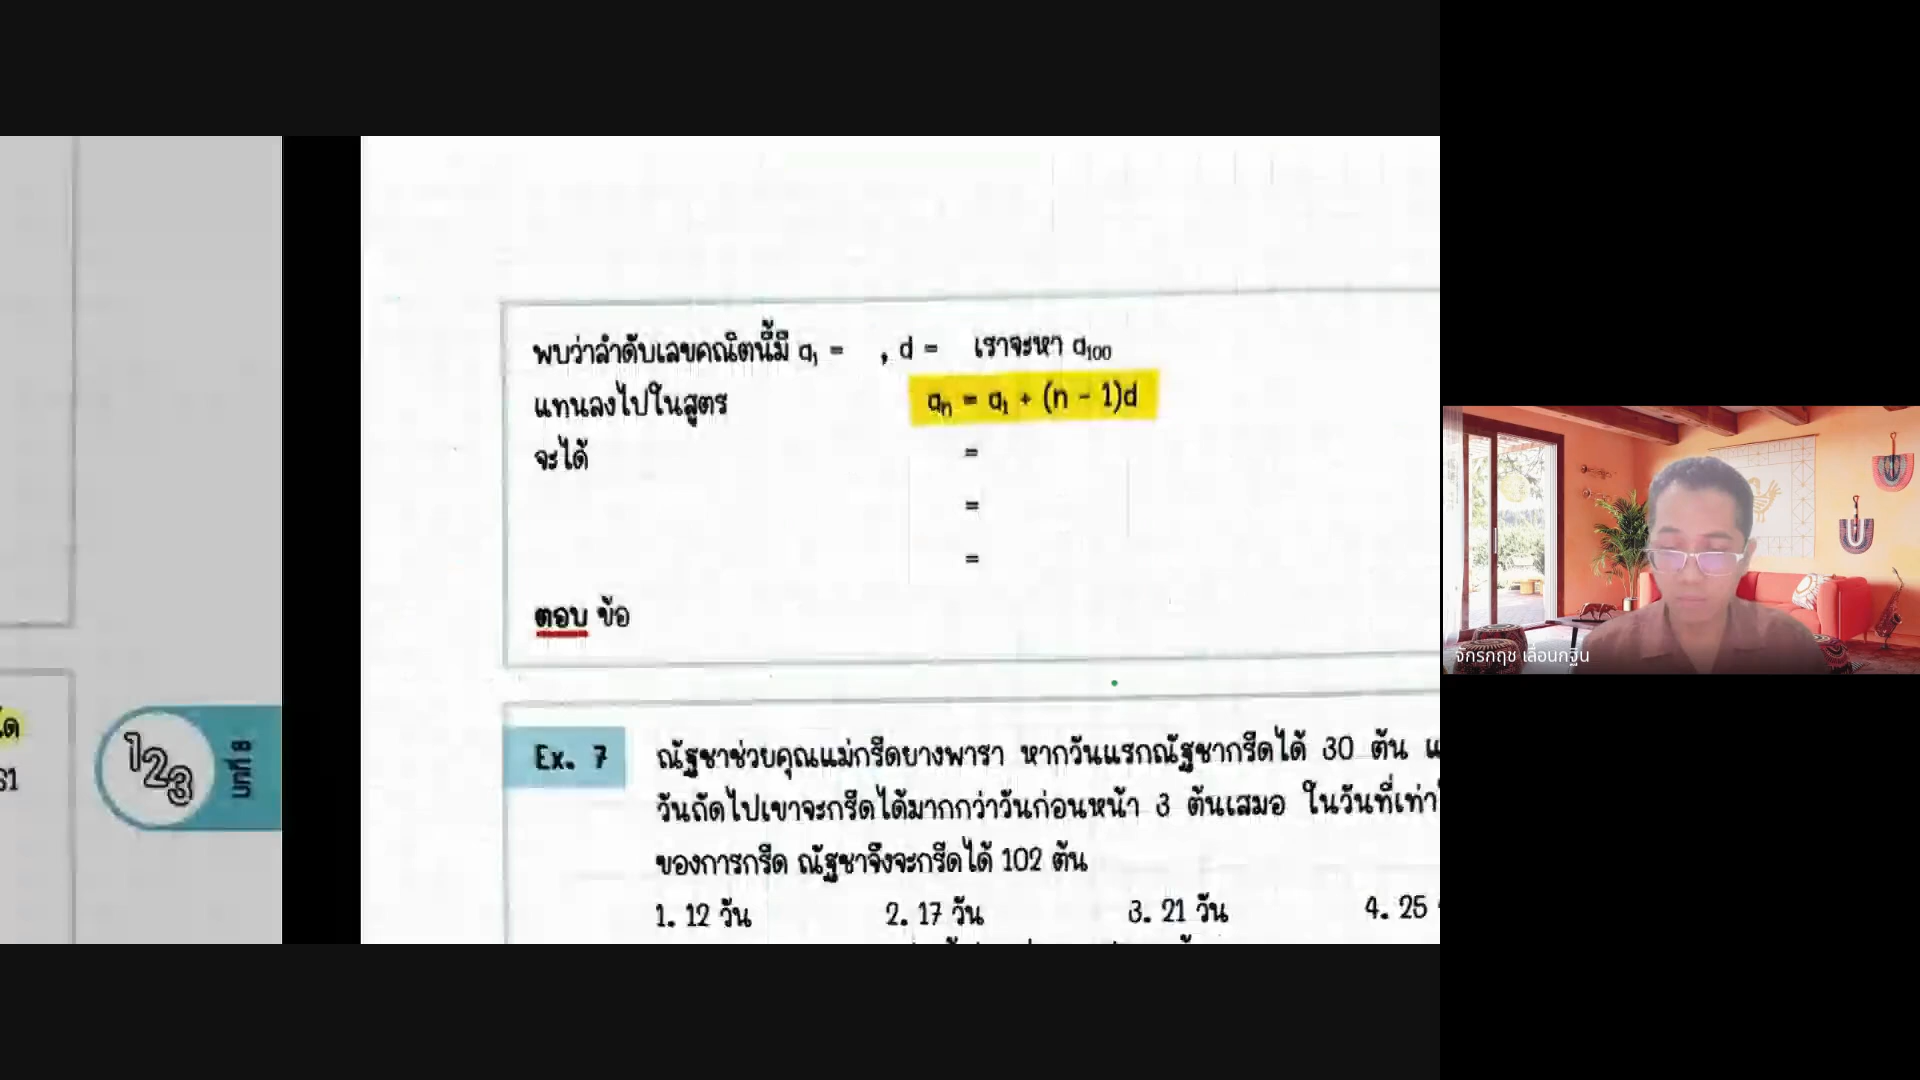 พบว่าลำดับเลขคณิตนี้มี a₁ = , d = เราจะหา a₁₀₀
แทนลงไปในสูตร aₙ = a₁ + (n - 1)d
จะได้ =
=
=
ตอบ ข้อ
Ex. 7 ณัฐชาช่วยคุณแม่กรีดยางพารา หากวันแรกณัฐชากรีดได้ 30 ต้น
วันถัดไปเขาจะกรีดได้มากกว่าวันก่อนหน้า 3 ต้นเสมอ ในวันที่เท่า
ของการกรีด ณัฐชาจึงจะกรีดได้ 102 ต้น
1. 12 วัน 2. 17 วัน 3. 21 วัน 4. 25
123
บทที่ 8
จักรกฤช เลื่อนกฐิน